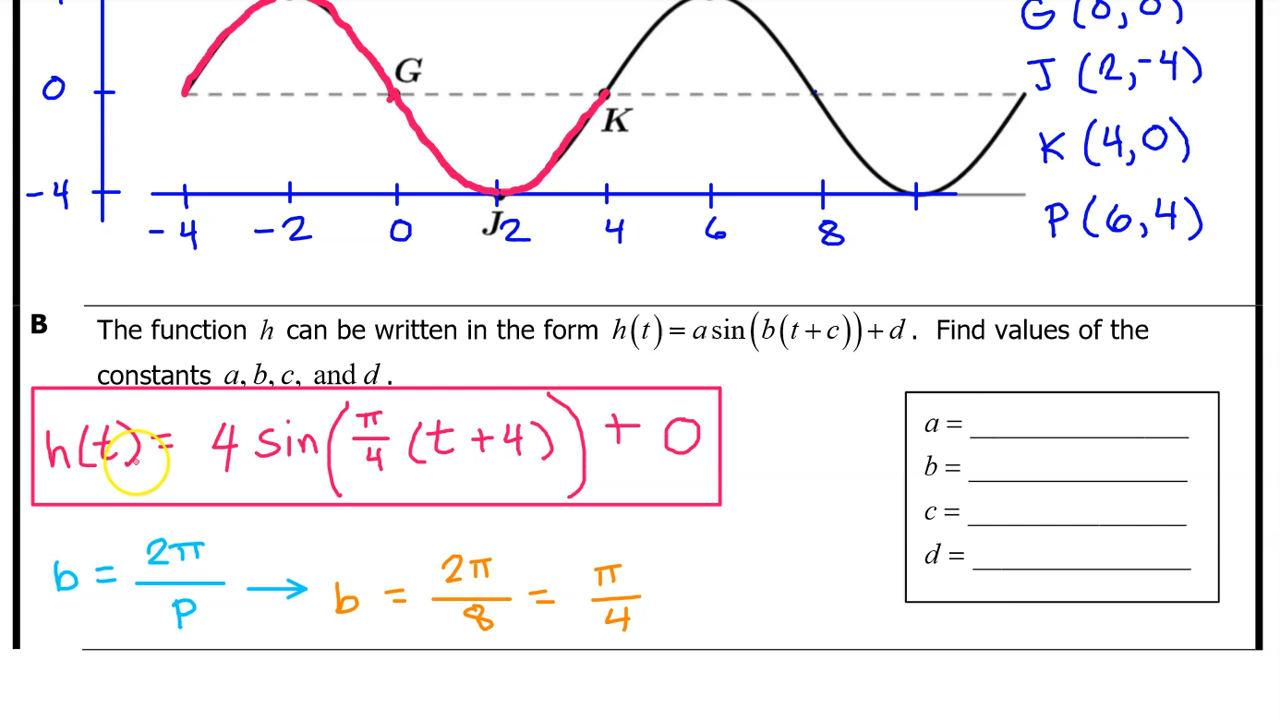 G (0, 0)
G
0
J (2, -4)
K
K (4, 0)
-4
J
-4 -2 0 2 4 6 8
P (6, 4)
B The function h can be written in the form h(t) = a sin(b(t + c)) + d. Find values of the
constants a, b, c, and d.
h(t) = 4 sin(π/4 (t + 4)) + 0
a =
b =
c =
d =
b = 2π/P → b = 2π/8 = π/4